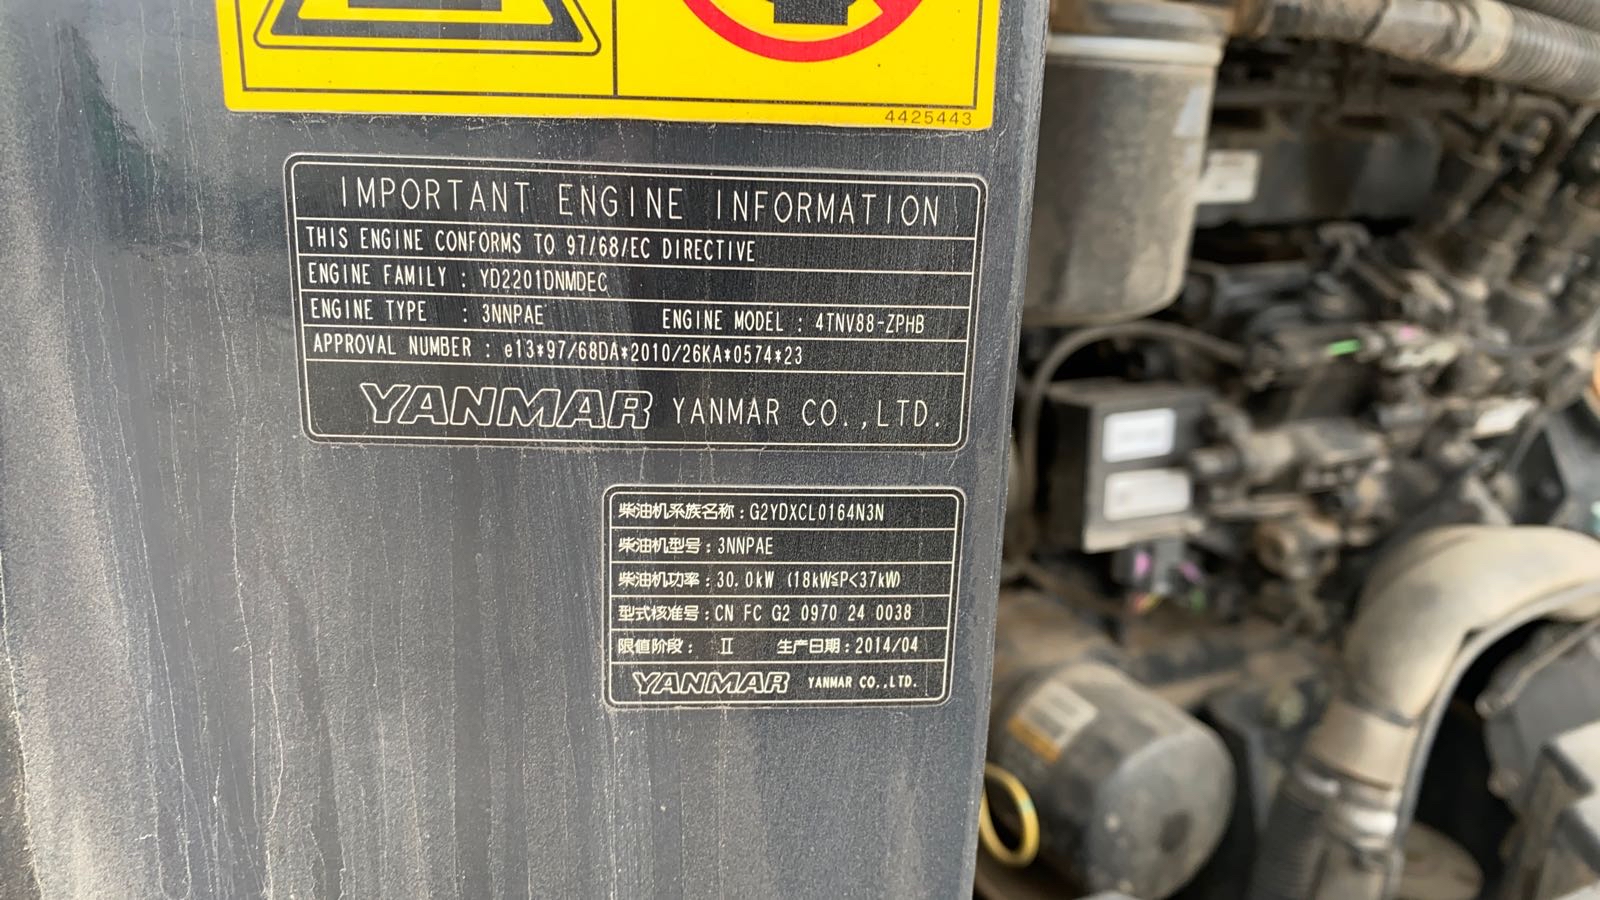 4425443
IMPORTANT ENGINE INFORMATION
THIS ENGINE CONFORMS TO 97/68/EC DIRECTIVE
ENGINE FAMILY : YD2201DNMDEC
ENGINE TYPE : 3NNPAE ENGINE MODEL : 4TNV88-ZPHB
APPROVAL NUMBER : e13*97/68DA*2010/26KA*0574*23
YANMAR YANMAR CO.,LTD.
柴油机系族名称:G2YDXCL0164N3N
柴油机型号:3NNPAE
柴油机功率:30.0kW (18kW≦P<37kW)
型式核准号:CN FC G2 0970 24 0038
限值阶段: Ⅱ 生产日期:2014/04
YANMAR YANMAR CO.,LTD.